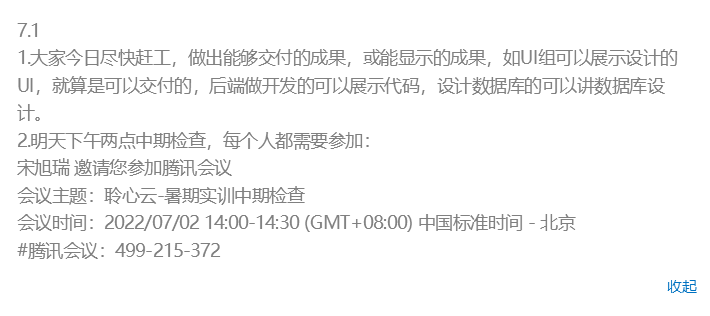 7.1
1.大家今日尽快赶工，做出能够交付的成果，或能显示的成果，如UI组可以展示设计的
UI，就算是可以交付的，后端做开发的可以展示代码，设计数据库的可以讲数据库设
计。
2.明天下午两点中期检查，每个人都需要参加：
宋旭瑞 邀请您参加腾讯会议
会议主题：聆心云-暑期实训中期检查
会议时间：2022/07/02 14:00-14:30 (GMT+08:00) 中国标准时间 - 北京
#腾讯会议：499-215-372
收起